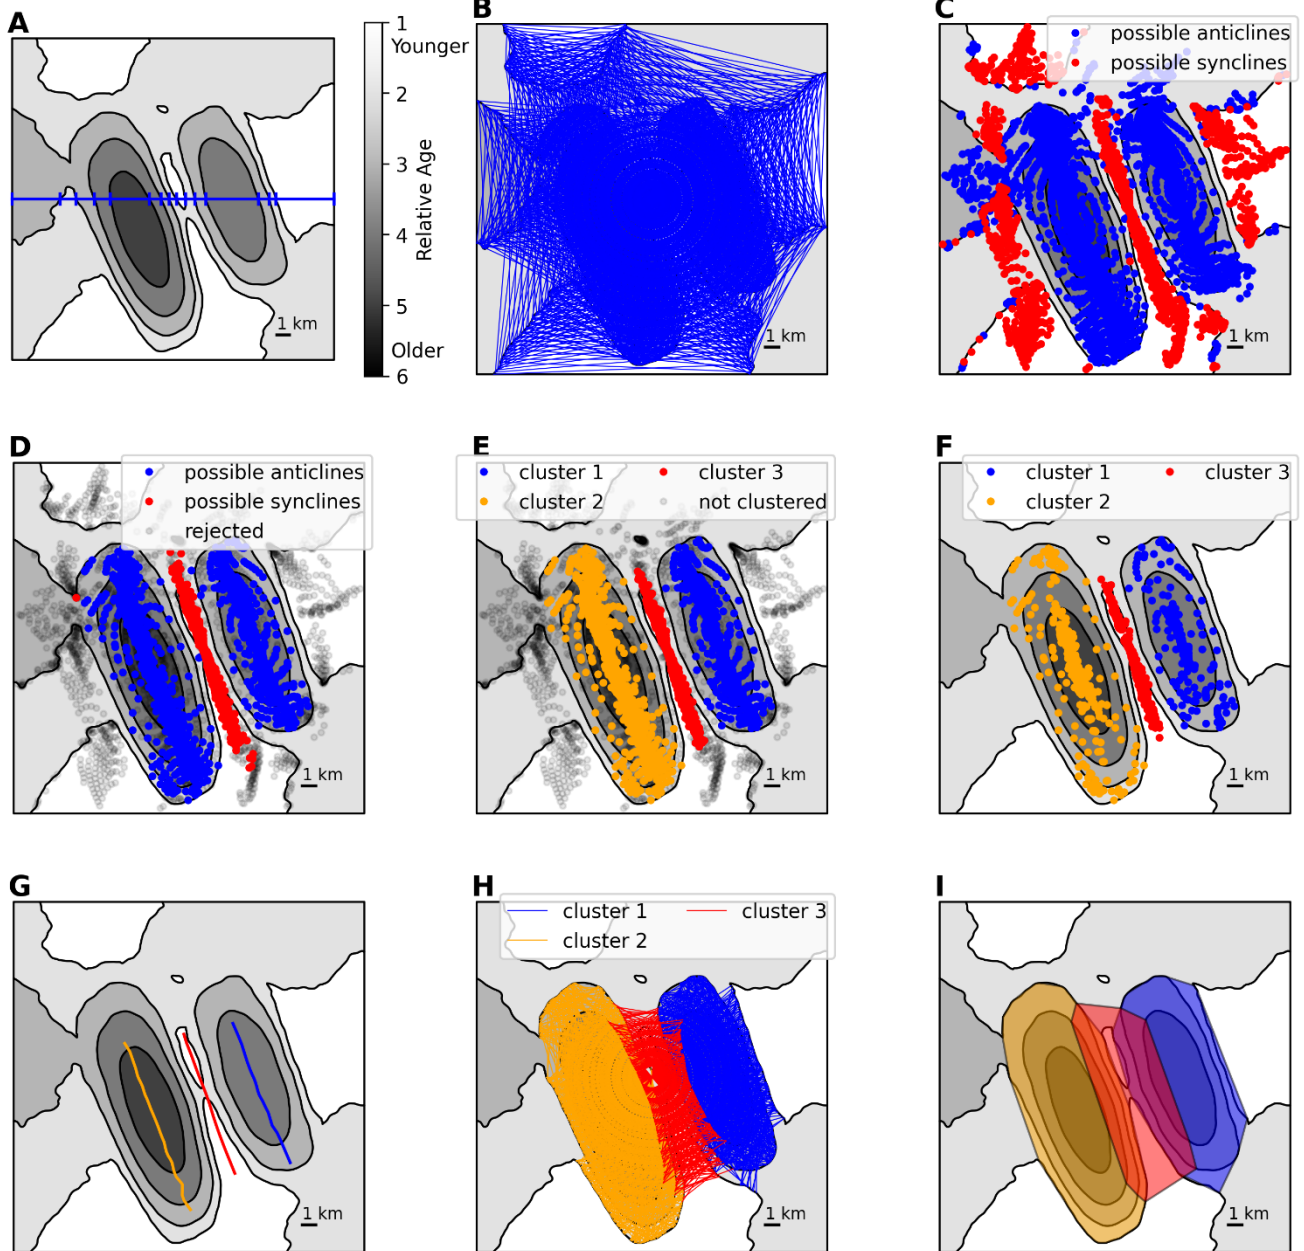 A
1
Younger
2
3
4
5
Older
6
Relative Age
1 km
B
1 km
C
possible anticlines
possible synclines
1 km
D
possible anticlines
possible synclines
rejected
1 km
E
cluster 1
cluster 3
cluster 2
not clustered
1 km
F
cluster 1
cluster 3
cluster 2
1 km
G
1 km
H
cluster 1
cluster 3
cluster 2
1 km
I
1 km